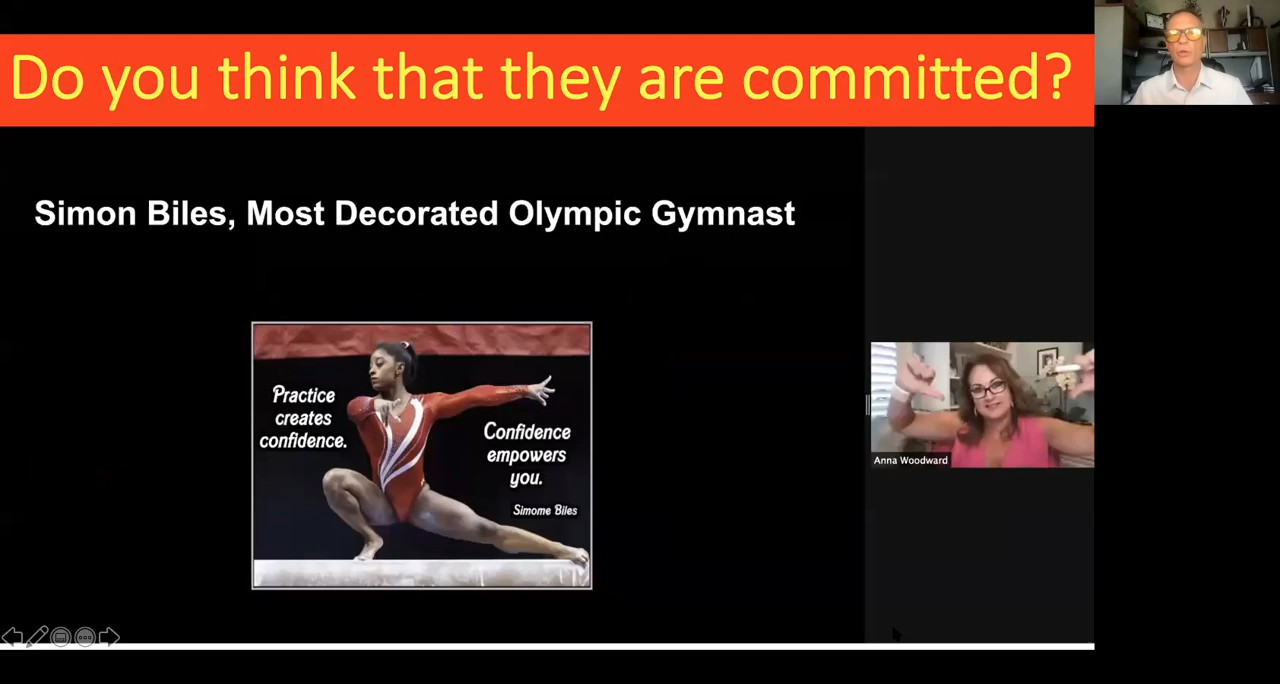 Do you think that they are committed?
Simon Biles, Most Decorated Olympic Gymnast
Practice
creates
confidence.
Confidence
empowers
you.
Simome Biles
Anna Woodward